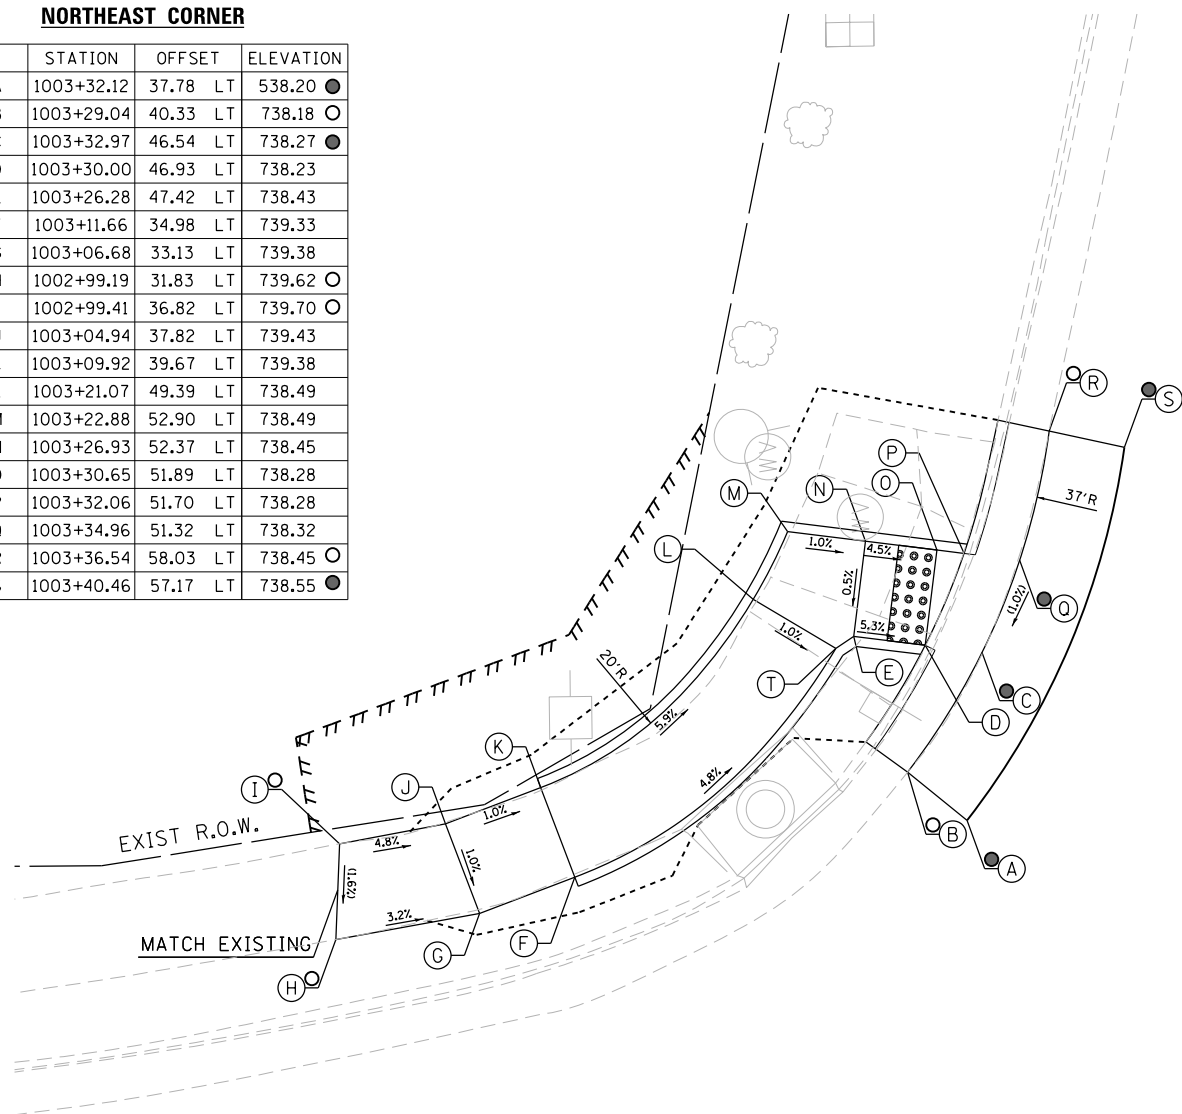 NORTHEAST CORNER
STATION OFFSET ELEVATION
1003+32.12 37.78 LT 538.20
1003+29.04 40.33 LT 738.18
1003+32.97 46.54 LT 738.27
1003+30.00 46.93 LT 738.23
1003+26.28 47.42 LT 738.43
1003+11.66 34.98 LT 739.33
1003+06.68 33.13 LT 739.38
1002+99.19 31.83 LT 739.62
1002+99.41 36.82 LT 739.70
1003+04.94 37.82 LT 739.43
1003+09.92 39.67 LT 739.38
1003+21.07 49.39 LT 738.49
1003+22.88 52.90 LT 738.49
1003+26.93 52.37 LT 738.45
1003+30.65 51.89 LT 738.28
1003+32.06 51.70 LT 738.28
1003+34.96 51.32 LT 738.32
1003+36.54 58.03 LT 738.45
1003+40.46 57.17 LT 738.55
R
S
P
O
N
M
37'R
L
1.0%
4.5%
0.5%
5.3%
(1.0%)
Q
1.0%
T
E
C
D
20'R
5.9%
K
4.8%
J
I
1.0%
B
A
EXIST R.O.W.
4.8%
1.0%
(1.6%)
3.2%
MATCH EXISTING
G
F
H